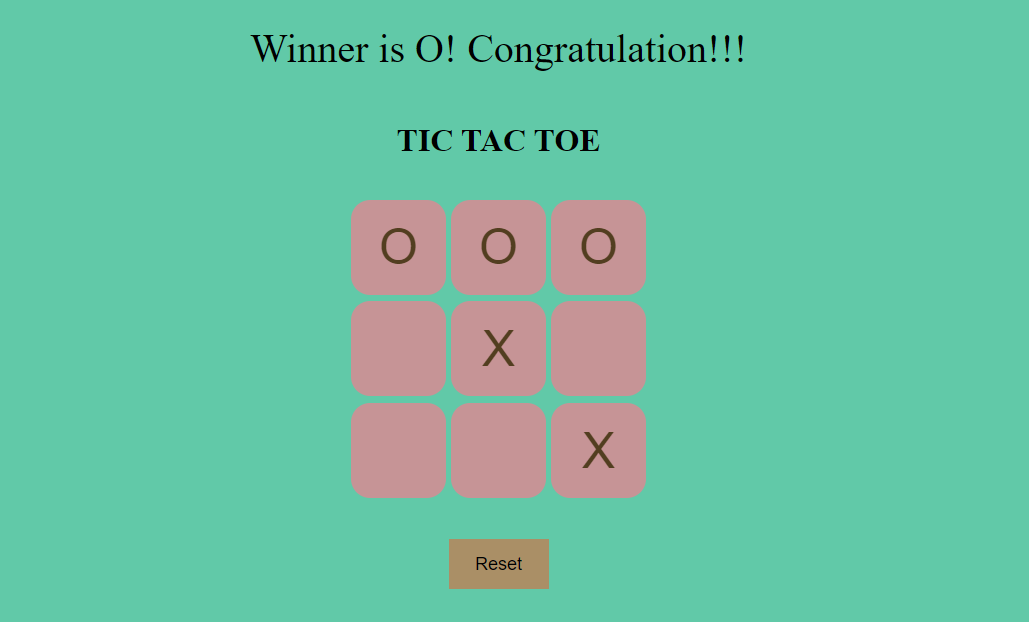 Winner is O! Congratulation!!!
TIC TAC TOE
O O O
X
X
Reset